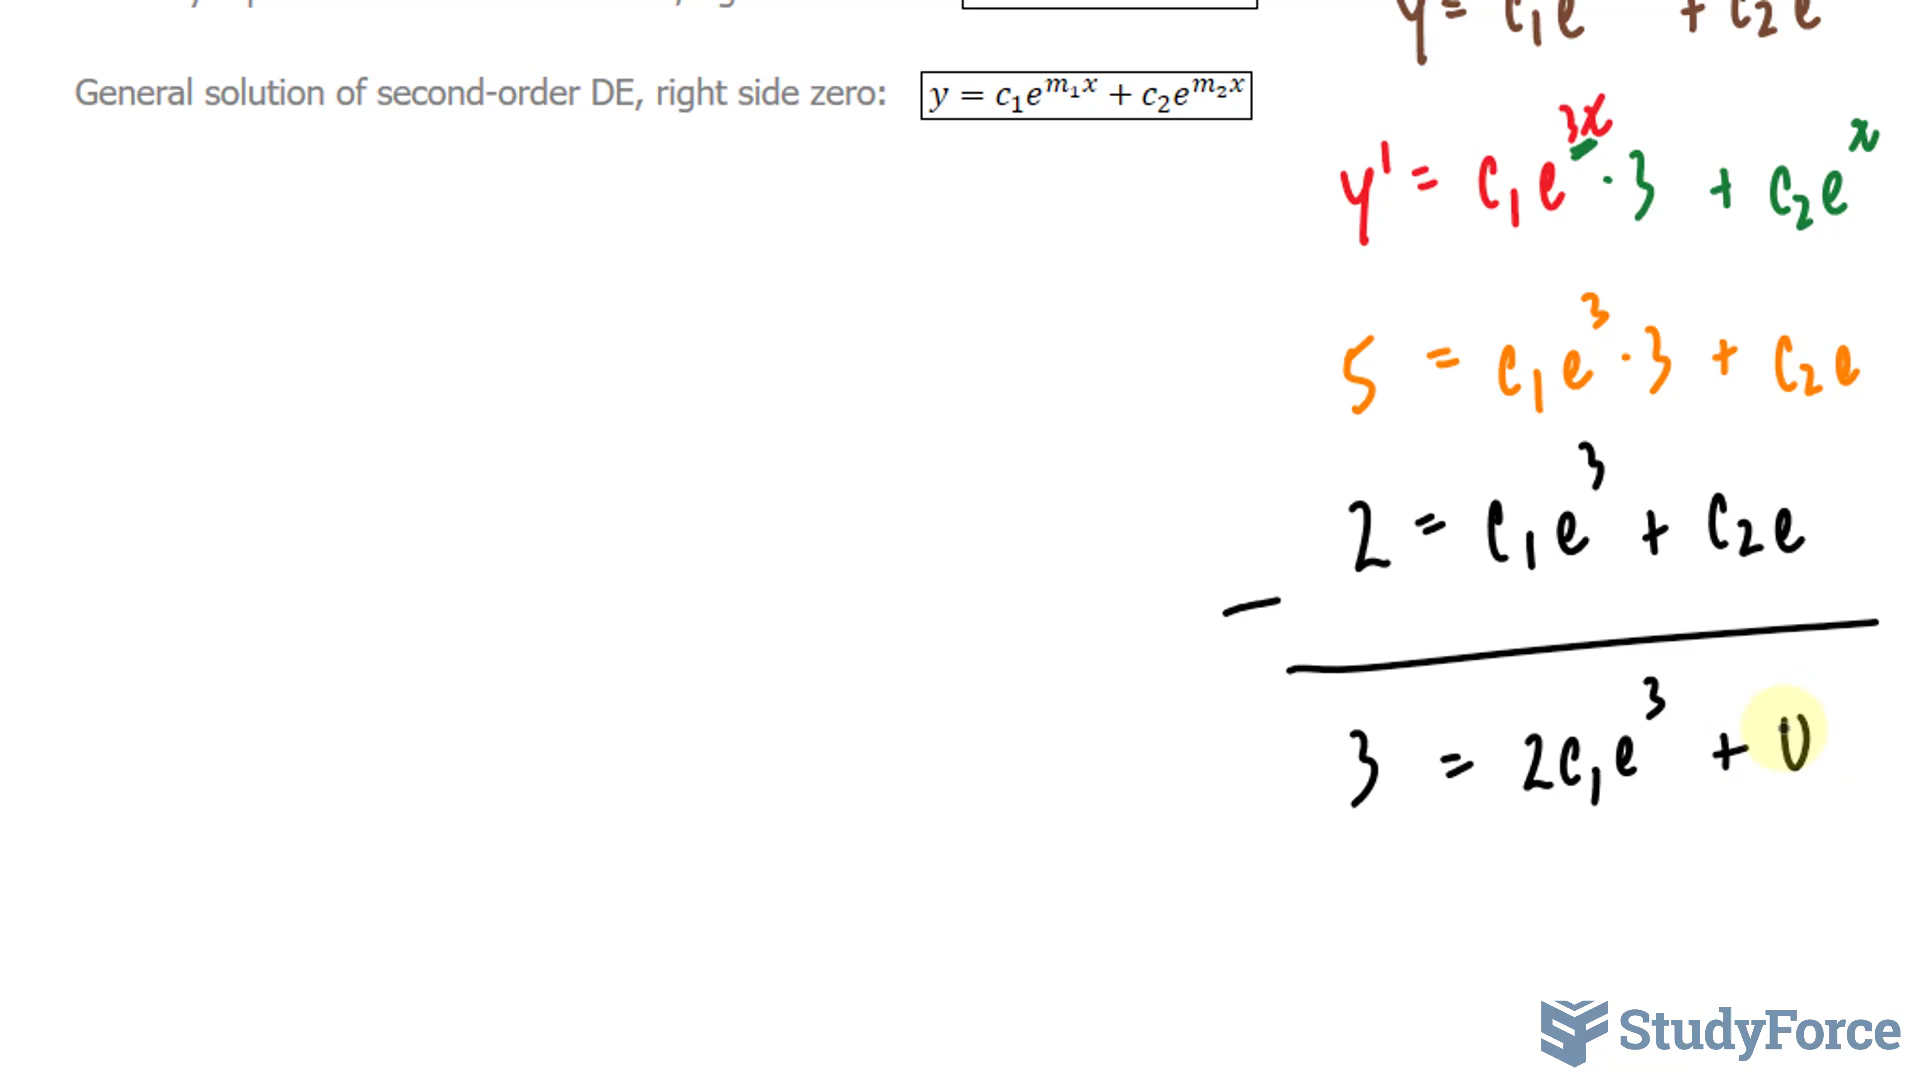 y = c₁e + c₂e
General solution of second-order DE, right side zero: y = c₁e^{m₁x} + c₂e^{m₂x}
y' = c₁e^{3x} · 3 + c₂e^{x}
5 = c₁e^{3} · 3 + c₂e
2 = c₁e^{3} + c₂e
−
3 = 2c₁e^{3} + 0
StudyForce